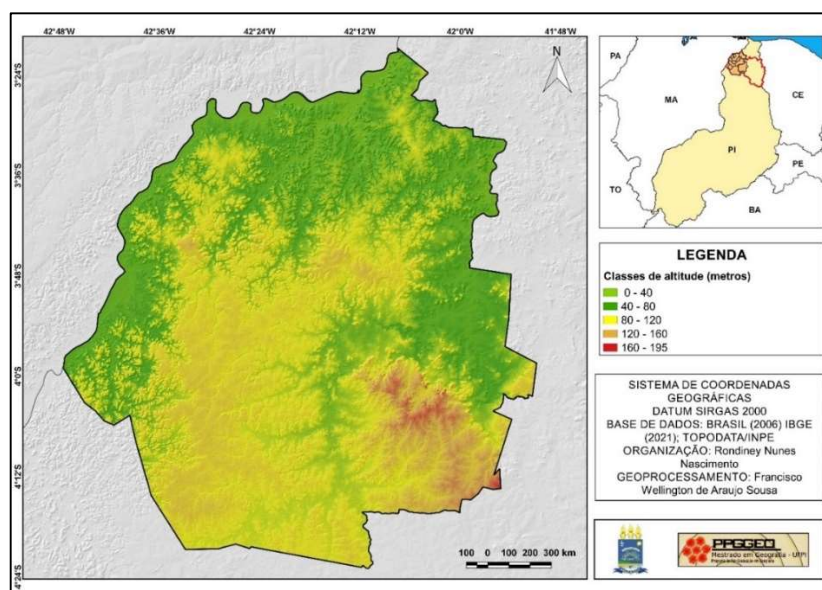 42°48'W 42°36'W 42°24'W 42°12'W 42°0'W 41°48'W
3°24'S
3°36'S
3°48'S
4°0'S
4°12'S
4°24'S
N
100 0 100 200 300 km
PA
MA
CE
PI
PE
TO
BA
LEGENDA
Classes de altitude (metros)
0 - 40
40 - 80
80 - 120
120 - 160
160 - 195
SISTEMA DE COORDENADAS
GEOGRÁFICAS
DATUM SIRGAS 2000
BASE DE DADOS: BRASIL (2006) IBGE
(2021); TOPODATA/INPE
ORGANIZAÇÃO: Rondiney Nunes
Nascimento
GEOPROCESSAMENTO: Francisco
Wellington de Araujo Sousa
PPGGEO
Mestrado em Geografia - UFPI